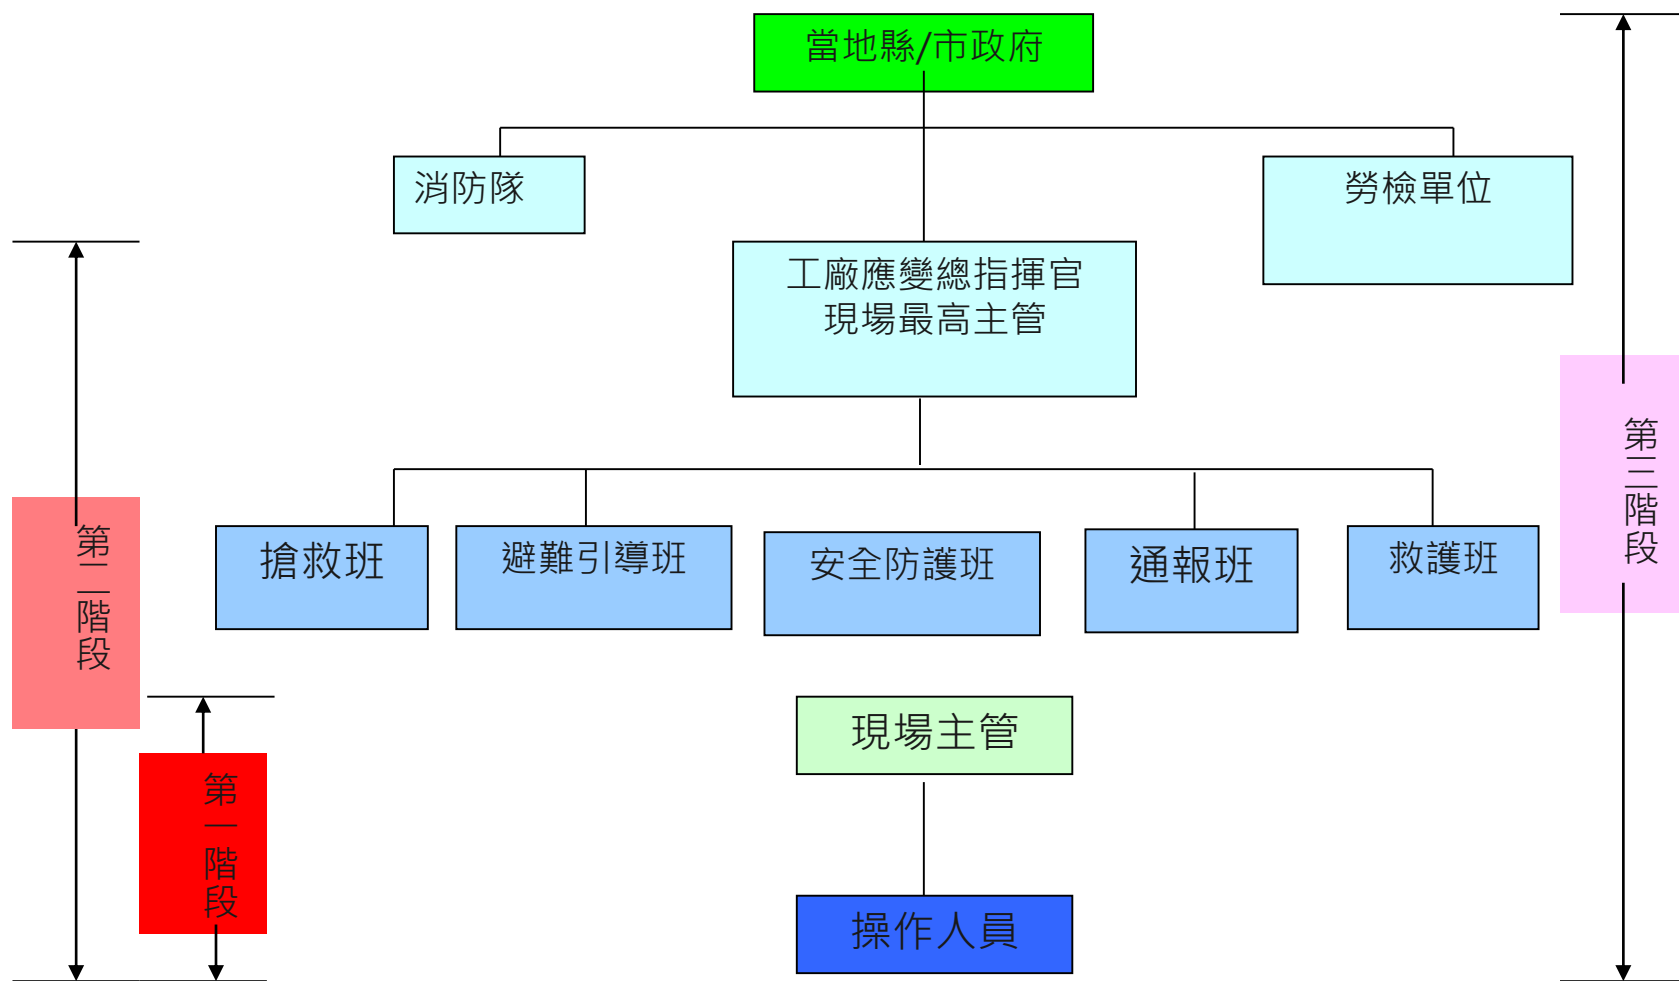 當地縣/市政府
消防隊
勞檢單位
工廠應變總指揮官
現場最高主管
第三階段
搶救班
避難引導班
安全防護班
通報班
救護班
第二階段
現場主管
第一階段
操作人員